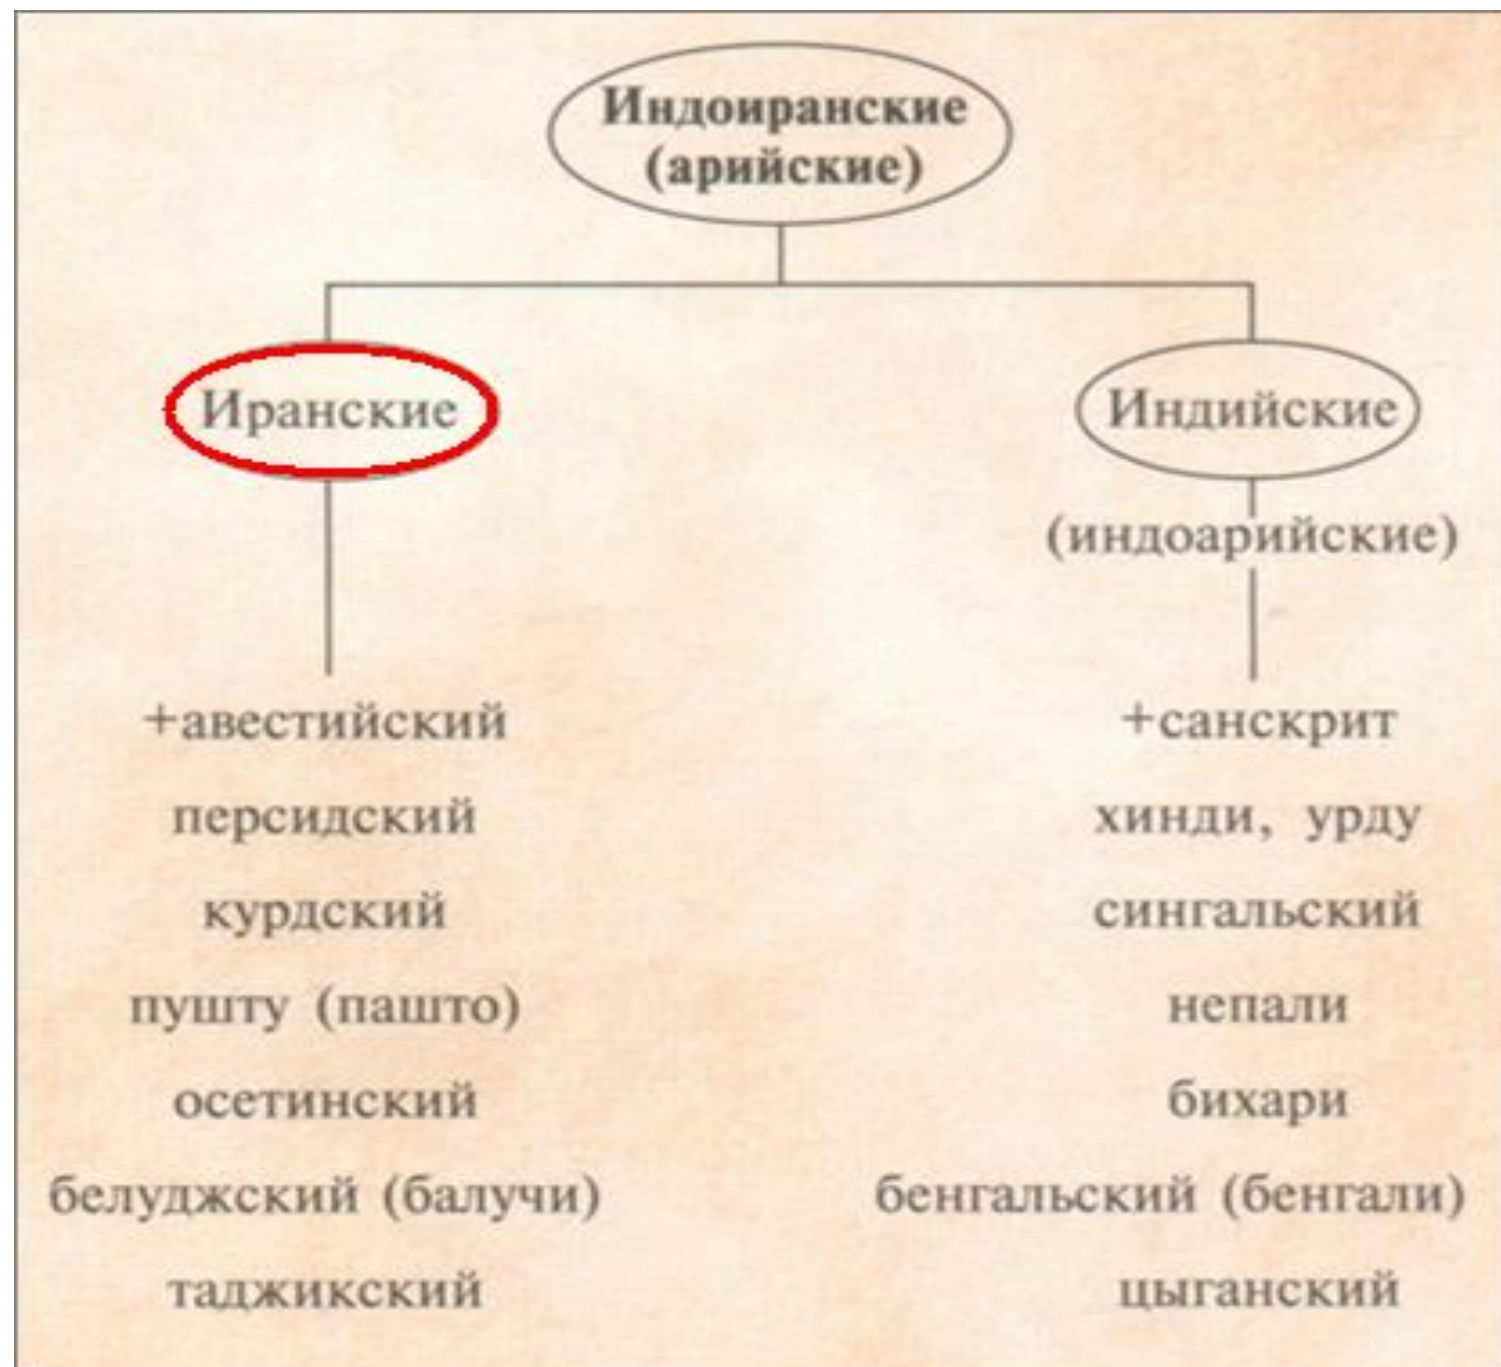 Индоиранские
(арийские)
Иранские
Индийские
(индоарийские)
+авестийский
персидский
курдский
пушту (пашто)
осетинский
белуджский (балучи)
таджикский
+санскрит
хинди, урду
сингальский
непали
бихари
бенгальский (бенгали)
цыганский